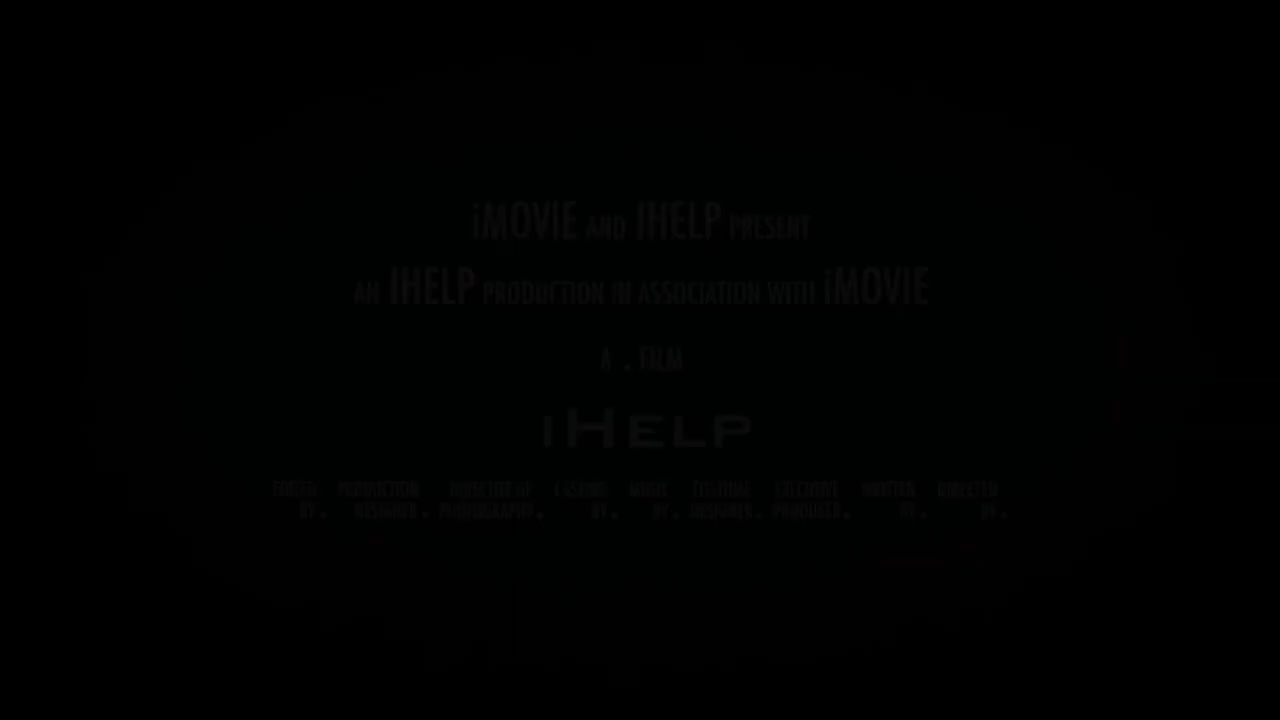 iMOVIE AND IHELP PRESENT
AN IHELP PRODUCTION IN ASSOCIATION WITH iMOVIE
A . FILM
iHELP
EDITED PRODUCTION DIRECTOR OF CASTING MUSIC COSTUME EXECUTIVE WRITTEN DIRECTED
BY. DESIGNER. PHOTOGRAPHY. BY. BY. DESIGNER. PRODUCER. BY. BY.